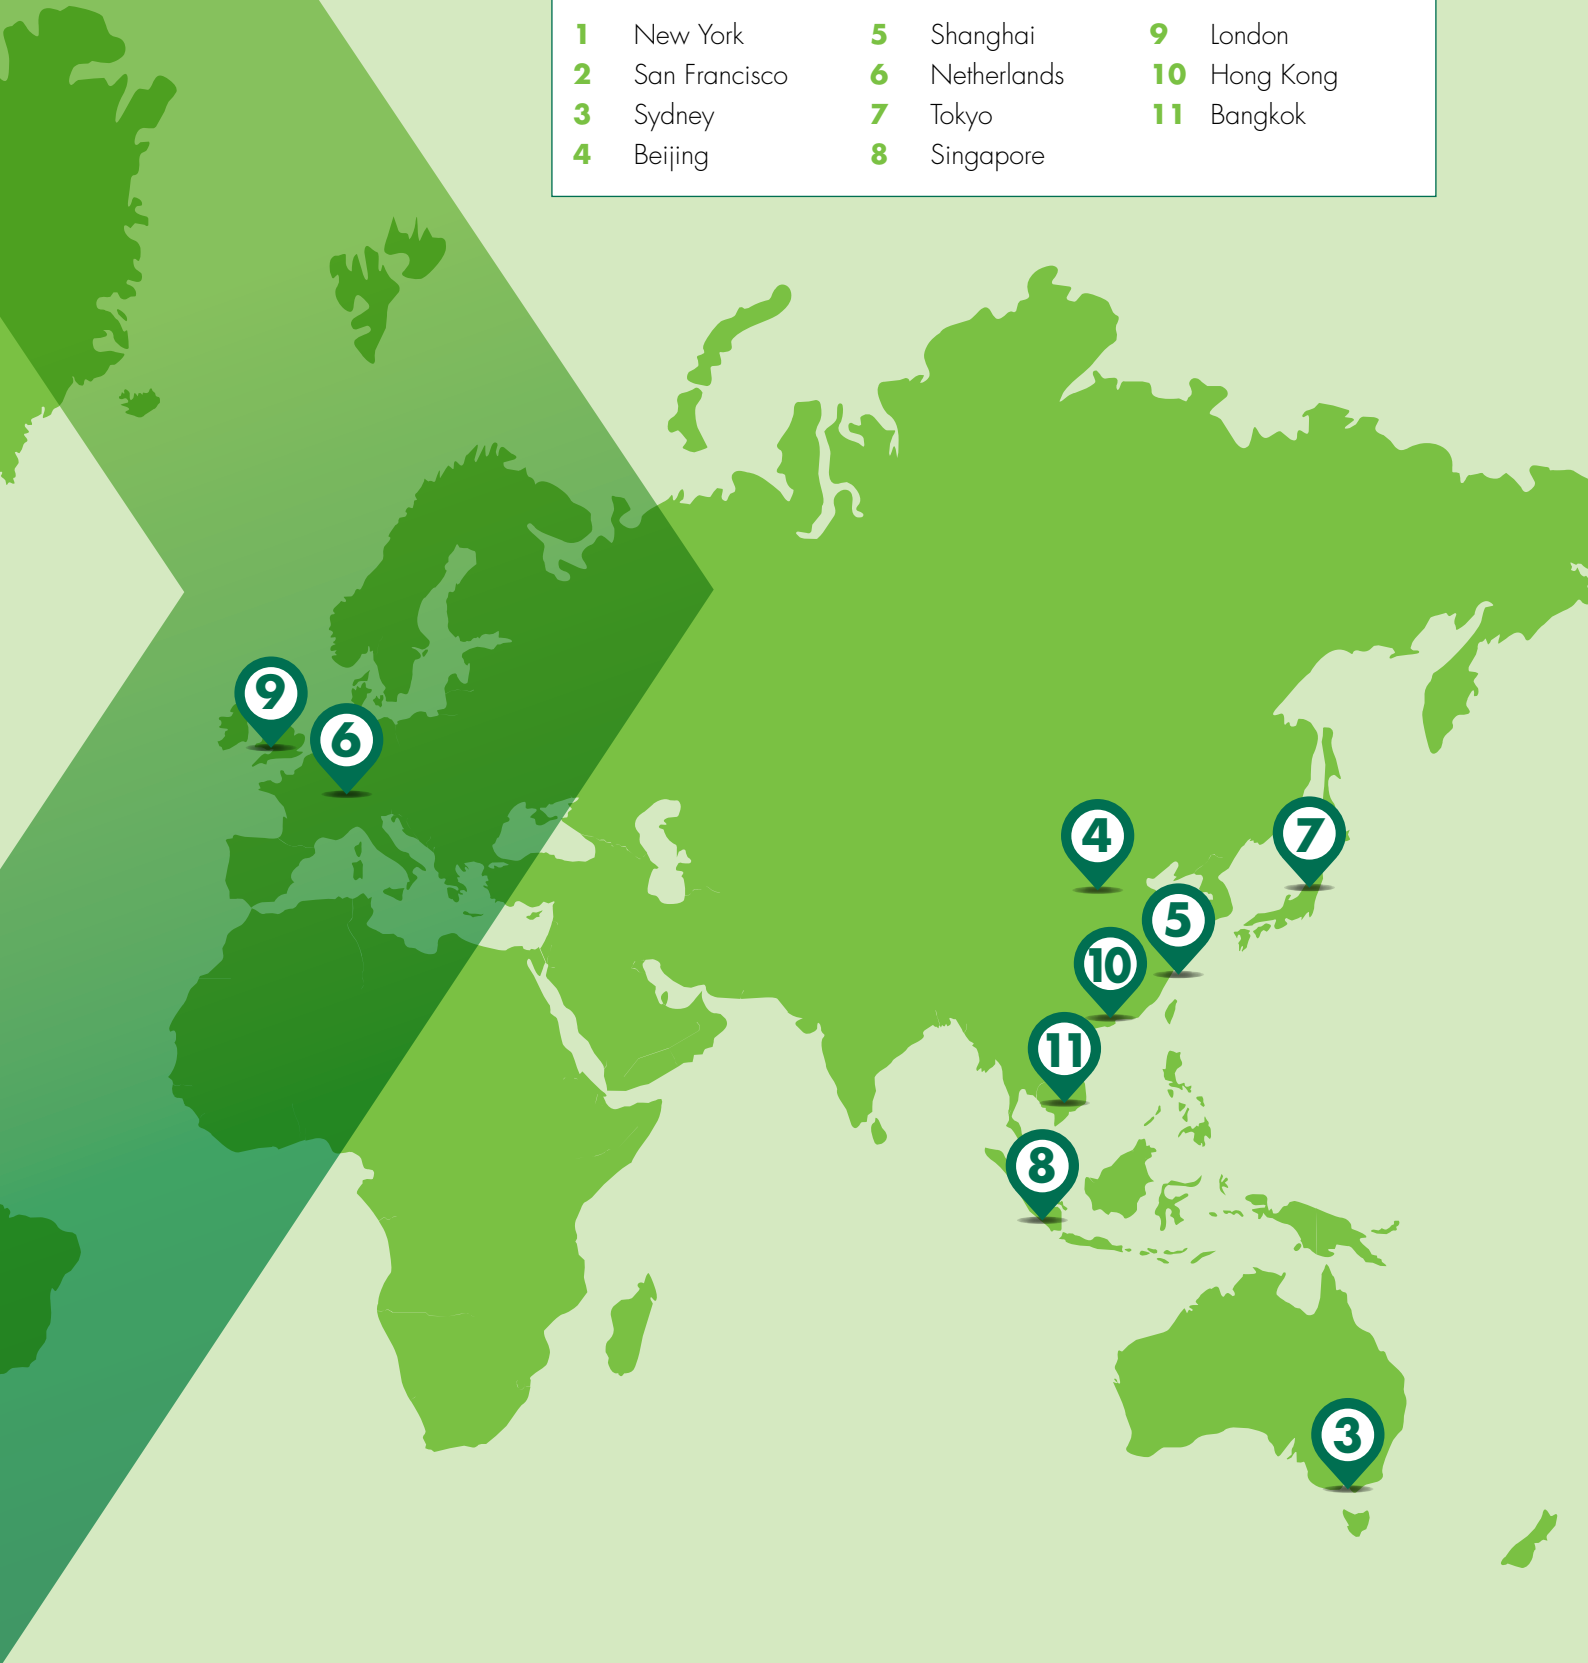 1 New York
2 San Francisco
3 Sydney
4 Beijing
5 Shanghai
6 Netherlands
7 Tokyo
8 Singapore
9 London
10 Hong Kong
11 Bangkok
9
6
4
7
5
10
11
8
3